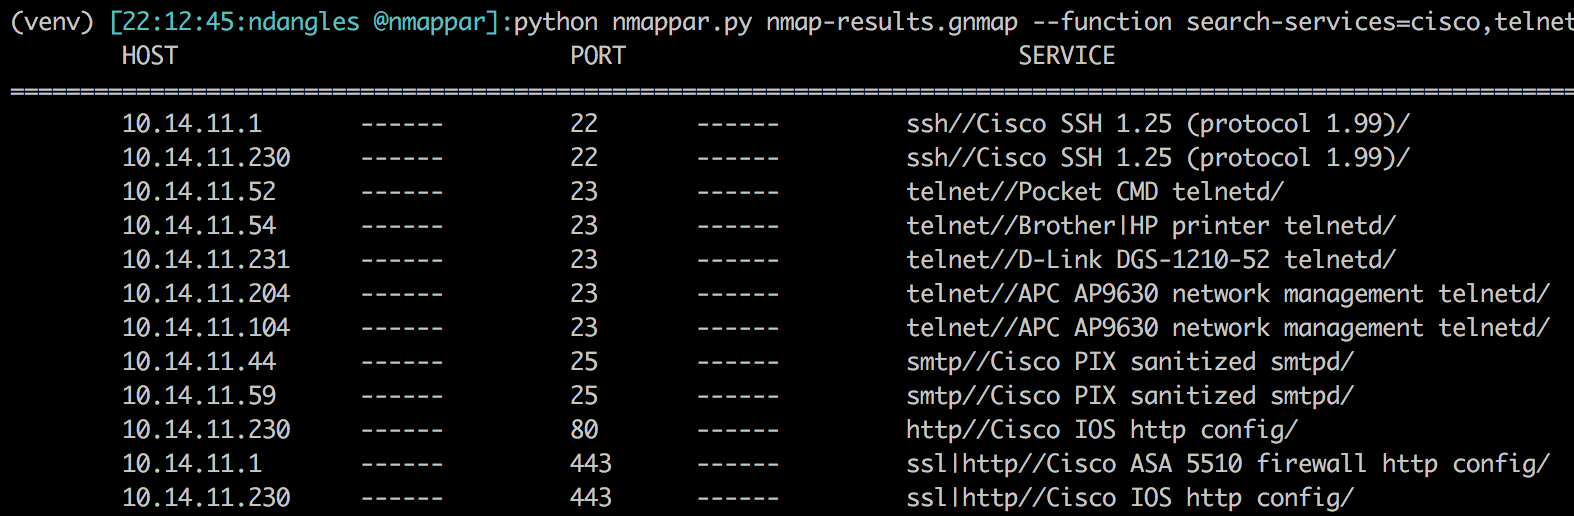 (venv) [22:12:45:ndangles @nmappar]:python nmappar.py nmap-results.gnmap --function search-services=cisco,telnet
HOST PORT SERVICE
================================================================================================================
10.14.11.1 ------ 22 ------ ssh//Cisco SSH 1.25 (protocol 1.99)/
10.14.11.230 ------ 22 ------ ssh//Cisco SSH 1.25 (protocol 1.99)/
10.14.11.52 ------ 23 ------ telnet//Pocket CMD telnetd/
10.14.11.54 ------ 23 ------ telnet//Brother|HP printer telnetd/
10.14.11.231 ------ 23 ------ telnet//D-Link DGS-1210-52 telnetd/
10.14.11.204 ------ 23 ------ telnet//APC AP9630 network management telnetd/
10.14.11.104 ------ 23 ------ telnet//APC AP9630 network management telnetd/
10.14.11.44 ------ 25 ------ smtp//Cisco PIX sanitized smtpd/
10.14.11.59 ------ 25 ------ smtp//Cisco PIX sanitized smtpd/
10.14.11.230 ------ 80 ------ http//Cisco IOS http config/
10.14.11.1 ------ 443 ------ ssl|http//Cisco ASA 5510 firewall http config/
10.14.11.230 ------ 443 ------ ssl|http//Cisco IOS http config/